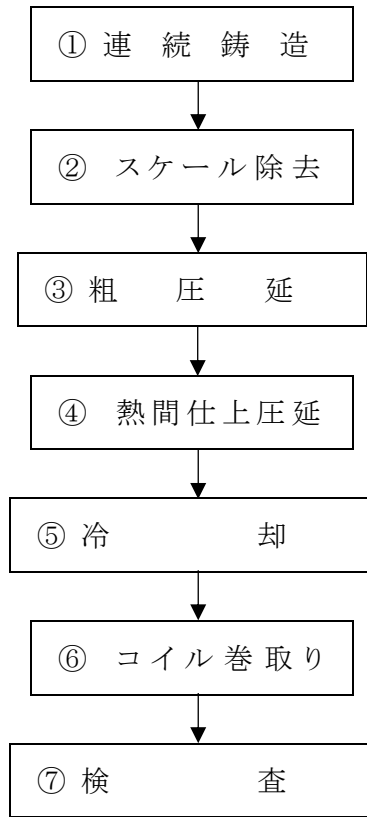 ① 連続鋳造
② スケール除去
③ 粗圧延
④ 熱間仕上圧延
⑤ 冷却
⑥ コイル巻取り
⑦ 検査